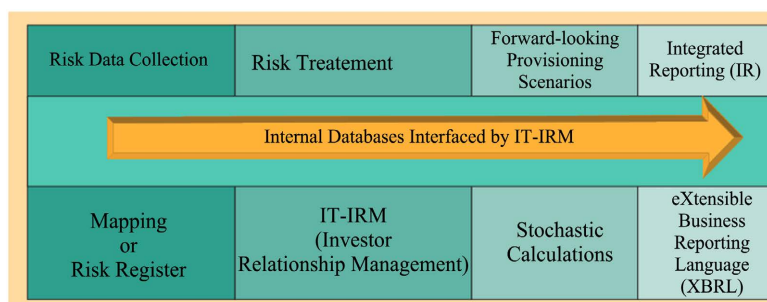 Risk Data Collection
Risk Treatement
Forward-looking
Provisioning
Scenarios
Integrated
Reporting (IR)
Internal Databases Interfaced by IT-IRM
Mapping
or
Risk Register
IT-IRM
(Investor
Relationship Management)
Stochastic
Calculations
eXtensible
Business
Reporting
Language
(XBRL)